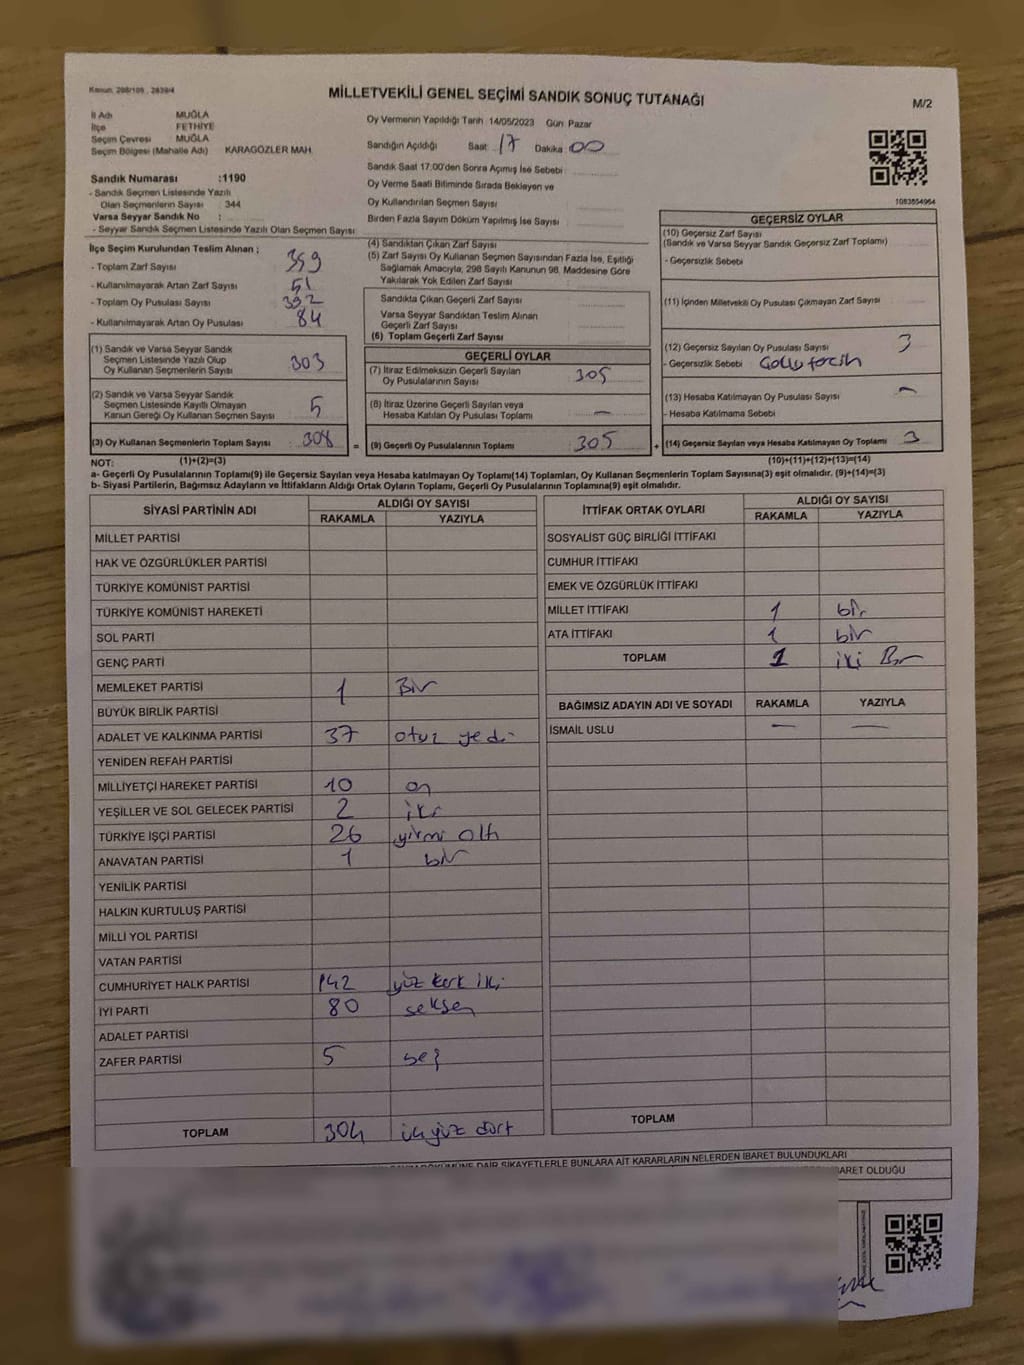 Kanun: 298/105 , 2839/4
MİLLETVEKİLİ GENEL SEÇİMİ SANDIK SONUÇ TUTANAĞI
M/2
İl Adı MUĞLA
İlçe FETHİYE
Seçim Çevresi MUĞLA
Seçim Bölgesi (Mahalle Adı) KARAGÖZLER MAH.
Oy Vermenin Yapıldığı Tarih 14/05/2023 Gün: Pazar
Sandığın Açıldığı Saat 17 Dakika 00
Sandık Saat 17:00'den Sonra Açılmış İse Sebebi
Oy Verme Saati Bitiminde Sırada Bekleyen ve
Oy Kullandırılan Seçmen Sayısı
Birden Fazla Sayım Döküm Yapılmış İse Sayısı
1083854964
Sandık Numarası :1190
- Sandık Seçmen Listesinde Yazılı
Olan Seçmenlerin Sayısı 344
Varsa Seyyar Sandık No :
- Seyyar Sandık Seçmen Listesinde Yazılı Olan Seçmen Sayısı
İlçe Seçim Kurulundan Teslim Alınan ;
- Toplam Zarf Sayısı 359
- Kullanılmayarak Artan Zarf Sayısı 51
- Toplam Oy Pusulası Sayısı 392
- Kullanılmayarak Artan Oy Pusulası 84
(1) Sandık ve Varsa Seyyar Sandık
Seçmen Listesinde Yazılı Olup
Oy Kullanan Seçmenlerin Sayısı 303
(2) Sandık ve Varsa Seyyar Sandık
Seçmen Listesinde Kayıtlı Olmayan
Kanun Gereği Oy Kullanan Seçmen Sayısı 5
(3) Oy Kullanan Seçmenlerin Toplam Sayısı 308 =
(4) Sandıktan Çıkan Zarf Sayısı
(5) Zarf Sayısı Oy Kullanan Seçmen Sayısından Fazla İse, Eşitliği
Sağlamak Amacıyla, 298 Sayılı Kanunun 98. Maddesine Göre
Yakılarak Yok Edilen Zarf Sayısı
Sandıkta Çıkan Geçerli Zarf Sayısı
Varsa Seyyar Sandıktan Teslim Alınan
Geçerli Zarf Sayısı
(6) Toplam Geçerli Zarf Sayısı
GEÇERLİ OYLAR
(7) İtiraz Edilmeksizin Geçerli Sayılan
Oy Pusulalarının Sayısı 305
(8) İtiraz Üzerine Geçerli Sayılan veya
Hesaba Katılan Oy Pusulası Toplamı —
(9) Geçerli Oy Pusulalarının Toplamı 305 +
GEÇERSİZ OYLAR
(10) Geçersiz Zarf Sayısı
(Sandık ve Varsa Seyyar Sandık Geçersiz Zarf Toplamı)
- Geçersizlik Sebebi
(11) İçinden Milletvekili Oy Pusulası Çıkmayan Zarf Sayısı
(12) Geçersiz Sayılan Oy Pusulası Sayısı 3
- Geçersizlik Sebebi
(13) Hesaba Katılmayan Oy Pusulası Sayısı —
- Hesaba Katılmama Sebebi
(14) Geçersiz Sayılan veya Hesaba Katılmayan Oy Toplamı 3
NOT: (1)+(2)=(3) (10)+(11)+(12)+(13)=(14)
a- Geçerli Oy Pusulalarının Toplamı(9) ile Geçersiz Sayılan veya Hesaba katılmayan Oy Toplamı(14) Toplamları, Oy Kullanan Seçmenlerin Toplam Sayısına(3) eşit olmalıdır. (9)+(14)=(3)
b- Siyasi Partilerin, Bağımsız Adayların ve İttifakların Aldığı Ortak Oyların Toplamı, Geçerli Oy Pusulalarının Toplamına(9) eşit olmalıdır.
SİYASİ PARTİNİN ADI ALDIĞI OY SAYISI
RAKAMLA YAZIYLA
MİLLET PARTİSİ
HAK VE ÖZGÜRLÜKLER PARTİSİ
TÜRKİYE KOMÜNİST PARTİSİ
TÜRKİYE KOMÜNİST HAREKETİ
SOL PARTİ
GENÇ PARTİ
MEMLEKET PARTİSİ 1 Bir
BÜYÜK BİRLİK PARTİSİ
ADALET VE KALKINMA PARTİSİ 37 otuz yedi
YENİDEN REFAH PARTİSİ
MİLLİYETÇİ HAREKET PARTİSİ 10 on
YEŞİLLER VE SOL GELECEK PARTİSİ 2 iki
TÜRKİYE İŞÇİ PARTİSİ 26 yirmi altı
ANAVATAN PARTİSİ 1 bir
YENİLİK PARTİSİ
HALKIN KURTULUŞ PARTİSİ
MİLLİ YOL PARTİSİ
VATAN PARTİSİ
CUMHURİYET HALK PARTİSİ 142 yüz kırk iki
İYİ PARTİ 80 seksen
ADALET PARTİSİ
ZAFER PARTİSİ 5 beş
TOPLAM 304 üçyüz dört
İTTİFAK ORTAK OYLARI ALDIĞI OY SAYISI
RAKAMLA YAZIYLA
SOSYALİST GÜÇ BİRLİĞİ İTTİFAKI
CUMHUR İTTİFAKI
EMEK VE ÖZGÜRLÜK İTTİFAKI
MİLLET İTTİFAKI 1 bir
ATA İTTİFAKI 1 bir
TOPLAM 1 iki Bir
BAĞIMSIZ ADAYIN ADI VE SOYADI RAKAMLA YAZIYLA
İSMAİL USLU — —
TOPLAM
DÖKÜMÜNE DAİR ŞİKAYETLERLE BUNLARA AİT KARARLARIN NELERDEN İBARET BULUNDUKLARI
İBARET OLDUĞU